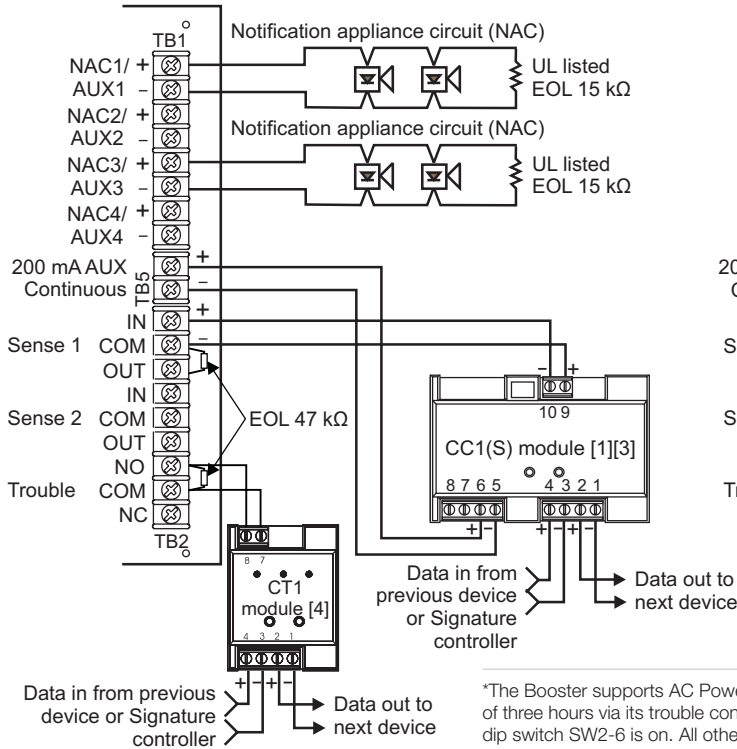 TB1
Notification appliance circuit (NAC)
NAC1/ +
AUX1 –
UL listed
EOL 15 kΩ
NAC2/ +
AUX2 –
Notification appliance circuit (NAC)
NAC3/ +
AUX3 –
UL listed
EOL 15 kΩ
NAC4/ +
AUX4 –
200 mA AUX
Continuous
TB5
+
–
+
–
IN
Sense 1 COM
OUT
IN
Sense 2 COM
OUT
NO
Trouble COM
NC
TB2
EOL 47 kΩ
– +
10 9
CC1(S) module [1][3]
8 7 6 5 4 3 2 1
+ – + – + –
Data in from
previous device
or Signature
controller
Data out to
next device
8 7
CT1
module [4]
4 3 2 1
+ – + –
Data in from previous
device or Signature
controller
Data out to
next device
20
C
S
S
T
*The Booster supports AC Powe
of three hours via its trouble con
dip switch SW2-6 is on. All othe